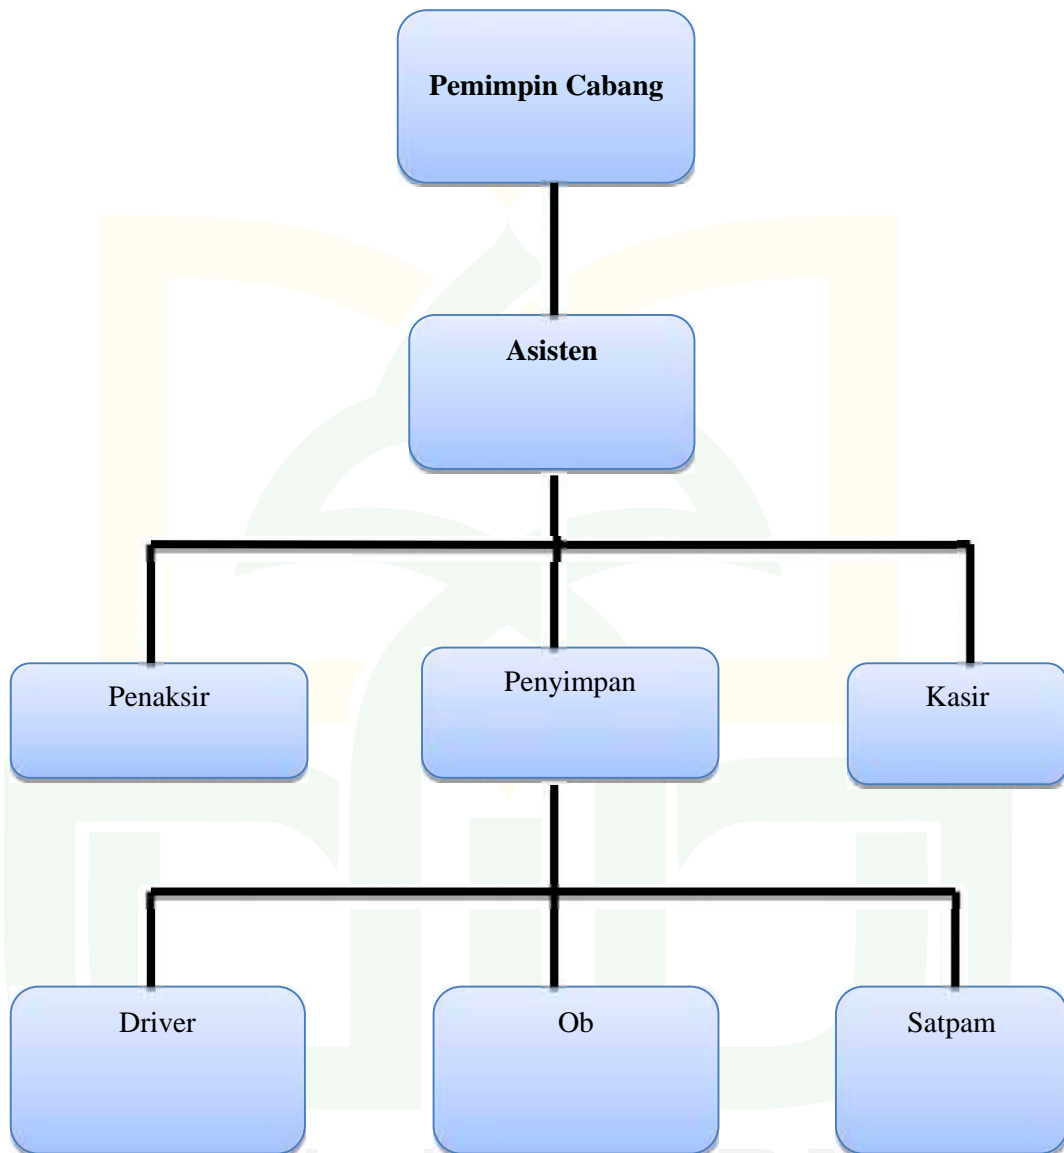 Pemimpin Cabang
Asisten
Penaksir
Penyimpan
Kasir
Driver
Ob
Satpam